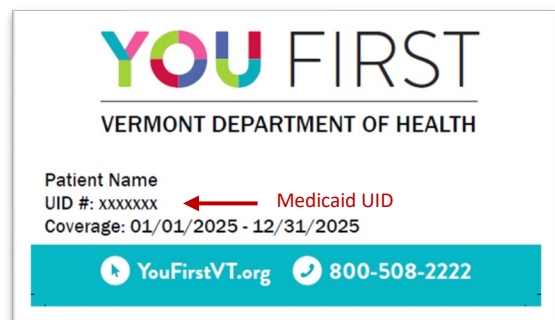 YOU FIRST
VERMONT DEPARTMENT OF HEALTH
Patient Name
UID #: xxxxxxx Medicaid UID
Coverage: 01/01/2025 - 12/31/2025
YouFirstVT.org 800-508-2222